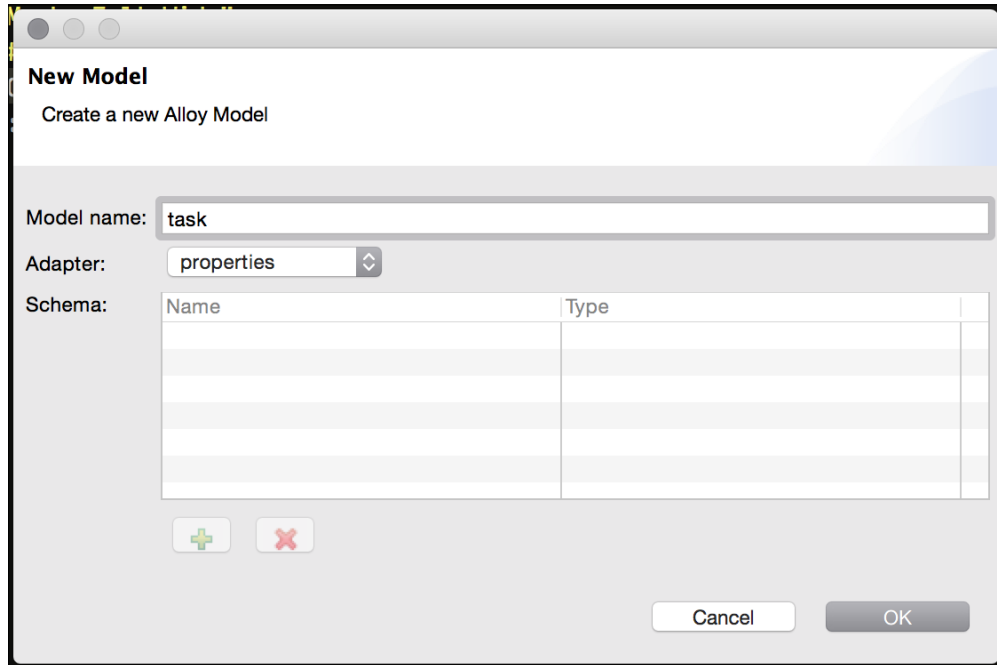 New Model
Create a new Alloy Model
Model name: task
Adapter: properties
Schema: Name Type
Cancel OK